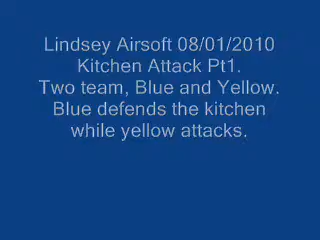 Lindsey Airsoft 08/01/2010
Kitchen Attack Pt1.
Two team, Blue and Yellow.
Blue defends the kitchen
while yellow attacks.